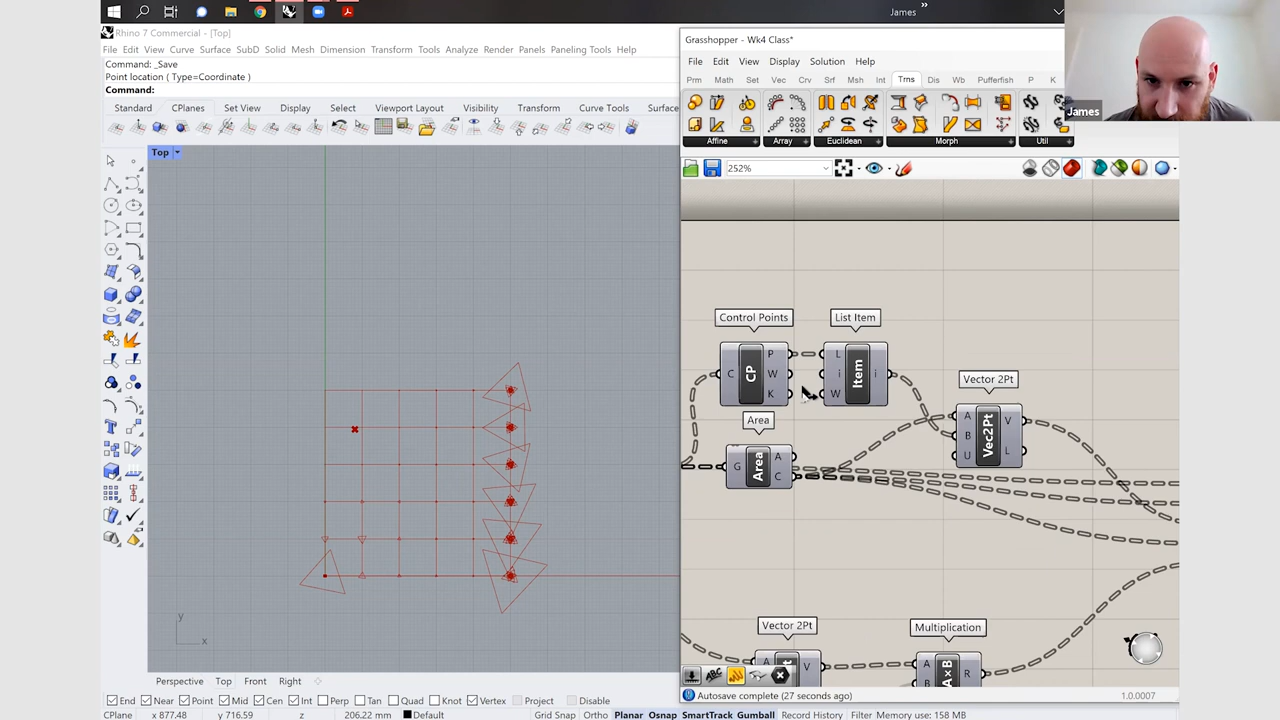 James »
Rhino 7 Commercial - [Top]
File Edit View Curve Surface SubD Solid Mesh Dimension Transform Tools Analyze Render Panels Paneling Tools Help
Command: _Save
Point location ( Type=Coordinate )
Command:
Standard CPlanes Set View Display Select Viewport Layout Visibility Transform Curve Tools Surface
Top
y
x
Perspective Top Front Right
End Near Point Mid Cen Int Perp Tan Quad Knot Vertex Project Disable
CPlane x 877.48 y 716.59 z 206.22 mm Default Grid Snap Ortho Planar Osnap SmartTrack Gumball Record History Filter Memory use: 158 MB
Grasshopper - Wk4 Class*
File Edit View Display Solution Help
Prm Math Set Vec Crv Srf Msh Int Trns Dis Wb Pufferfish P K
Affine Array Euclidean Morph Util
252%
Control Points
List Item
C CP P W K
L i W Item i
Vector 2Pt
A B U Vec2Pt V L
Area
G Area A C
Vector 2Pt
A V
Multiplication
A B A×B R
Autosave complete (27 seconds ago)
1.0.0007
James